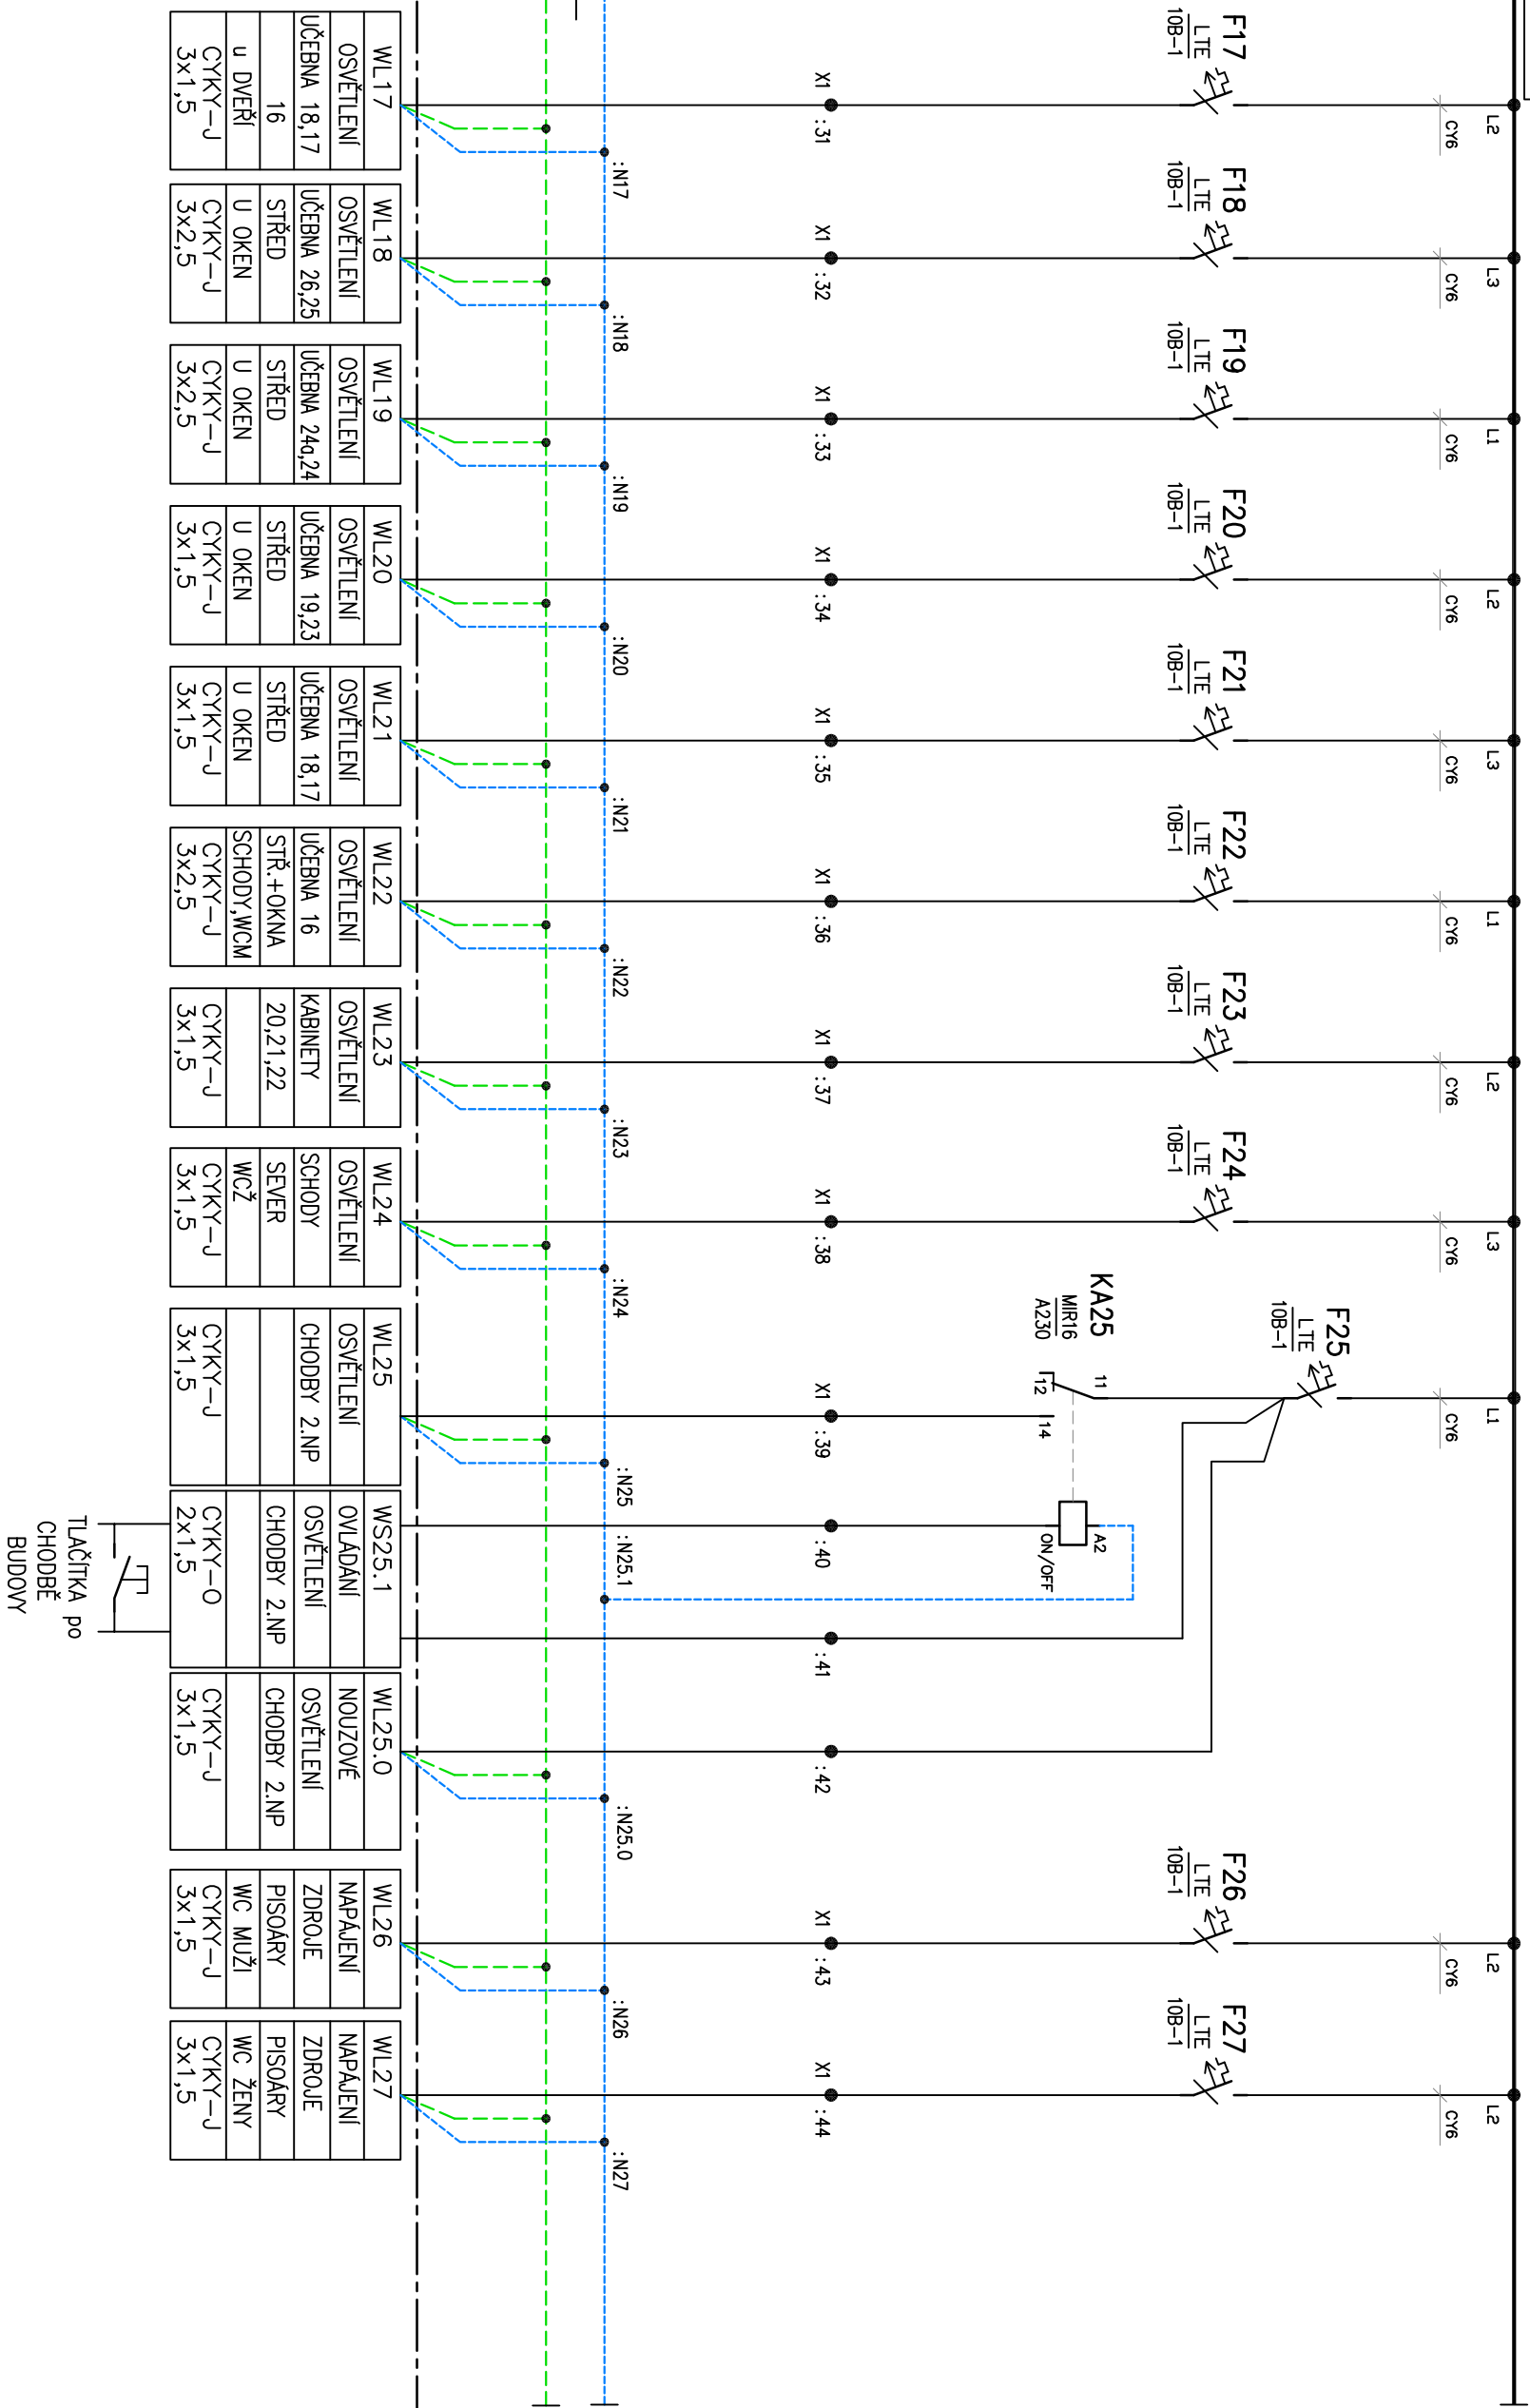 L2
CY6
F17
LTE
10B-1
X1
:31
:N17
WL17
OSVĚTLENÍ
UČEBNA 18,17
16
u DVEŘÍ
CYKY-J
3x1,5
L3
CY6
F18
LTE
10B-1
X1
:32
:N18
WL18
OSVĚTLENÍ
UČEBNA 26,25
STŘED
U OKEN
CYKY-J
3x2,5
L1
CY6
F19
LTE
10B-1
X1
:33
:N19
WL19
OSVĚTLENÍ
UČEBNA 24a,24
STŘED
U OKEN
CYKY-J
3x2,5
L2
CY6
F20
LTE
10B-1
X1
:34
:N20
WL20
OSVĚTLENÍ
UČEBNA 19,23
STŘED
U OKEN
CYKY-J
3x1,5
L3
CY6
F21
LTE
10B-1
X1
:35
:N21
WL21
OSVĚTLENÍ
UČEBNA 18,17
STŘED
U OKEN
CYKY-J
3x1,5
L1
CY6
F22
LTE
10B-1
X1
:36
:N22
WL22
OSVĚTLENÍ
UČEBNA 16
STŘ.+OKNA
SCHODY,WCM
CYKY-J
3x2,5
L2
CY6
F23
LTE
10B-1
X1
:37
:N23
WL23
OSVĚTLENÍ
KABINETY
20,21,22
CYKY-J
3x1,5
L3
CY6
F24
LTE
10B-1
X1
:38
:N24
WL24
OSVĚTLENÍ
SCHODY
SEVER
WCŽ
CYKY-J
3x1,5
L1
CY6
F25
LTE
10B-1
KA25
MIR16
A230
11
12
14
X1
:39
:N25
WL25
OSVĚTLENÍ
CHODBY 2.NP
CYKY-J
3x1,5
A2
ON/OFF
:40
:N25.1
:41
WS25.1
OVLÁDÁNÍ
OSVĚTLENÍ
CHODBY 2.NP
CYKY-O
2x1,5
TLAČÍTKA po
CHODBĚ
BUDOVY
:42
:N25.0
WL25.0
NOUZOVÉ
OSVĚTLENÍ
CHODBY 2.NP
CYKY-J
3x1,5
L2
CY6
F26
LTE
10B-1
X1
:43
:N26
WL26
NAPÁJENÍ
ZDROJE
PISOÁRY
WC MUŽI
CYKY-J
3x1,5
L2
CY6
F27
LTE
10B-1
X1
:44
:N27
WL27
NAPÁJENÍ
ZDROJE
PISOÁRY
WC ŽENY
CYKY-J
3x1,5